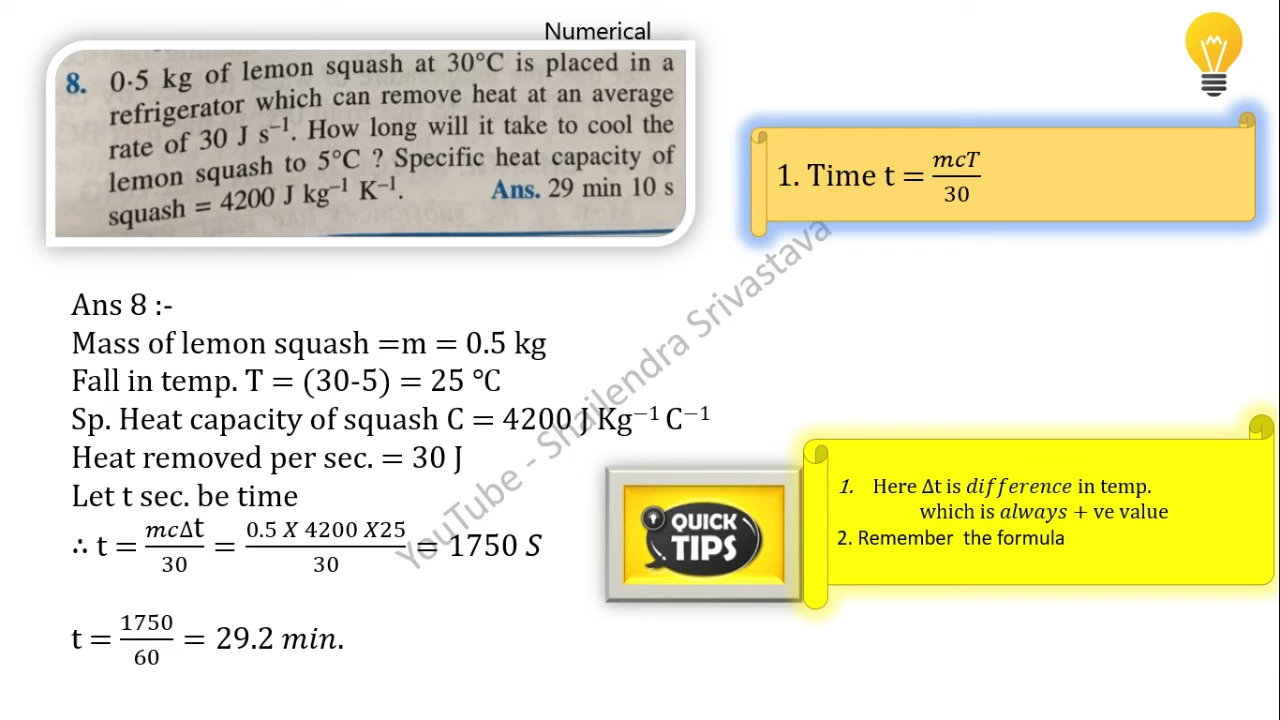 Numerical
8. 0·5 kg of lemon squash at 30°C is placed in a
refrigerator which can remove heat at an average
rate of 30 J s⁻¹. How long will it take to cool the
lemon squash to 5°C ? Specific heat capacity of
squash = 4200 J kg⁻¹ K⁻¹. Ans. 29 min 10 s
1. Time t = mcT/30
Ans 8 :-
Mass of lemon squash =m = 0.5 kg
Fall in temp. T = (30-5) = 25 °C
Sp. Heat capacity of squash C = 4200 J Kg⁻¹ C⁻¹
Heat removed per sec. = 30 J
Let t sec. be time
∴ t = mcΔt/30 = 0.5 X 4200 X25/30 = 1750 S
t = 1750/60 = 29.2 min.
QUICK
TIPS
1. Here Δt is difference in temp.
which is always + ve value
2. Remember the formula
YouTube - Shailendra Srivastava